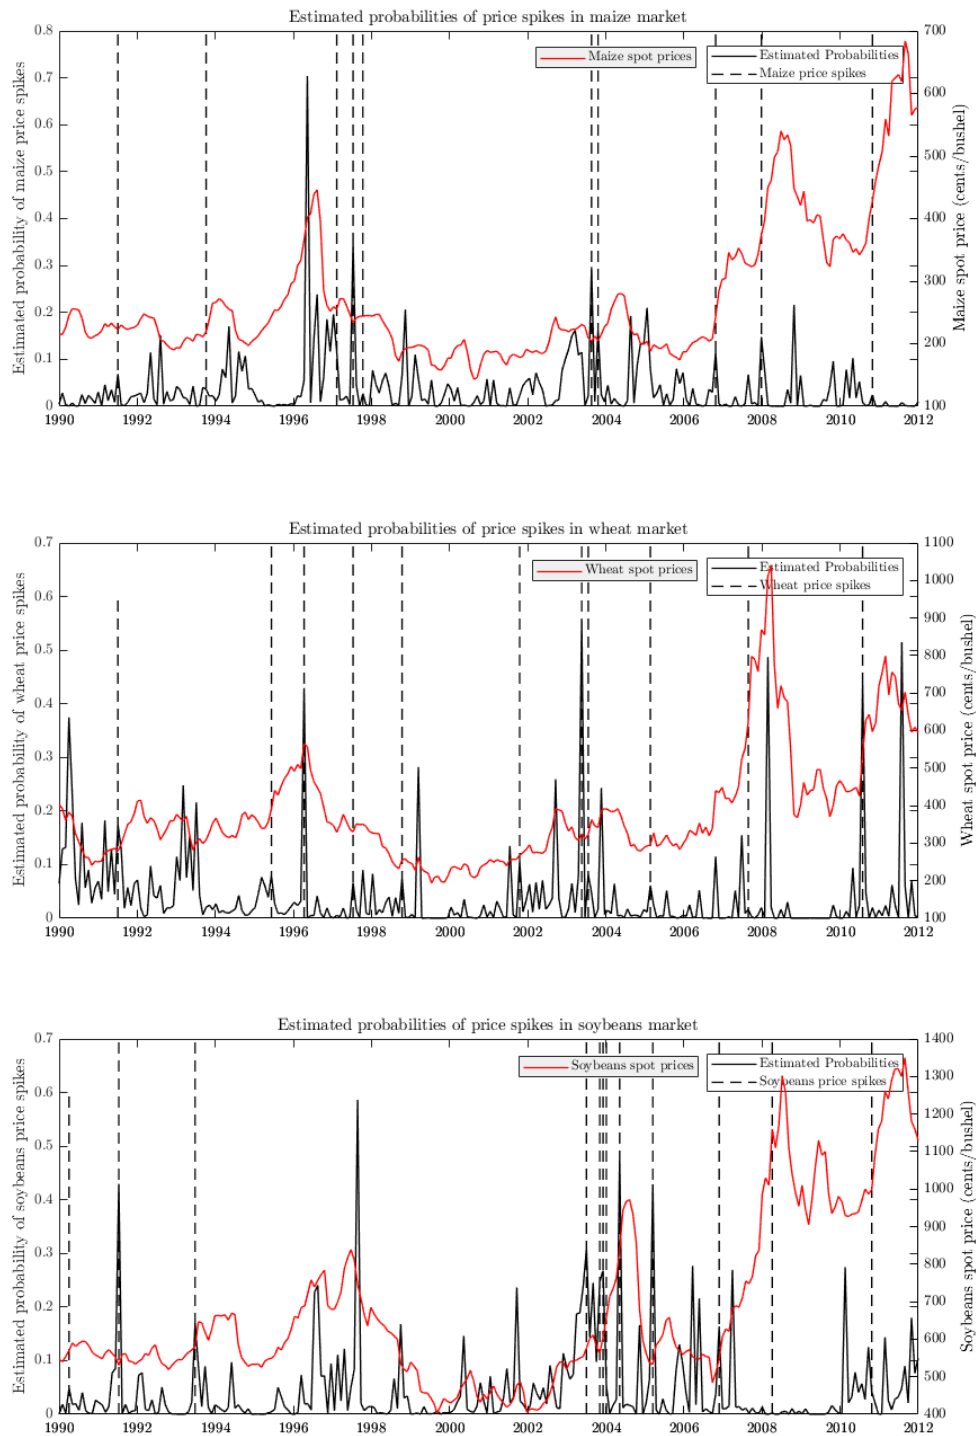 Estimated probabilities of price spikes in maize market
Estimated probability of maize price spikes
0.8
0.7
0.6
0.5
0.4
0.3
0.2
0.1
0
Maize spot prices
Estimated Probabilities
Maize price spikes
700
600
500
400
300
200
100
Maize spot price (cents/bushel)
1990 1992 1994 1996 1998 2000 2002 2004 2006 2008 2010 2012
Estimated probabilities of price spikes in wheat market
Estimated probability of wheat price spikes
0.7
0.6
0.5
0.4
0.3
0.2
0.1
0
Wheat spot prices
Estimated Probabilities
Wheat price spikes
1100
1000
900
800
700
600
500
400
300
200
100
Wheat spot price (cents/bushel)
1990 1992 1994 1996 1998 2000 2002 2004 2006 2008 2010 2012
Estimated probabilities of price spikes in soybeans market
Estimated probability of soybeans price spikes
0.7
0.6
0.5
0.4
0.3
0.2
0.1
0
Soybeans spot prices
Estimated Probabilities
Soybeans price spikes
1400
1300
1200
1100
1000
900
800
700
600
500
400
Soybeans spot price (cents/bushel)
1990 1992 1994 1996 1998 2000 2002 2004 2006 2008 2010 2012